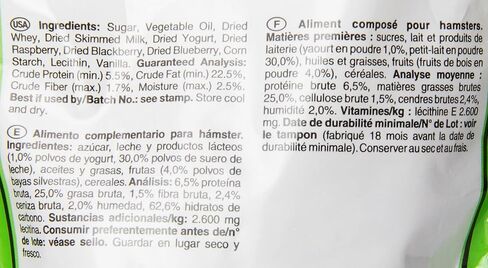 USA Ingredients: Sugar, Vegetable Oil, Dried
Whey, Dried Skimmed Milk, Dried Yogurt, Dried
Raspberry, Dried Blackberry, Dried Blueberry, Corn
Starch, Lecithin, Vanilla. Guaranteed Analysis:
Crude Protein (min.) 5.5%, Crude Fat (min.) 22.5%,
Crude Fiber (max.) 1.7%, Moisture (max.) 2.5%.
Best if used by/Batch No.: see stamp. Store cool
and dry.
E Alimento complementario para hámster.
Ingredientes: azúcar, leche y productos lácteos
(1,0% polvos de yogurt, 30,0% polvos de suero de
leche), aceites y grasas, frutas (4,0% polvos de
bayas silvestras), cereales. Análisis: 6,5% proteína
bruta, 25,0% grasa bruta, 1,5% fibra bruta, 2,4%
ceniza bruta, 2,0% humedad, 62,6% hidratos de
carbono. Sustancias adicionales/kg: 2.600 mg
lecitina. Consumir preferentemente antes de/n°
de lote: véase sello. Guardar en lugar seco y
fresco.
F Aliment composé pour hamsters.
Matières premières : sucres, lait et produits de
laiterie (yaourt en poudre 1,0%, petit-lait en poudre
30,0%), huiles et graisses, fruits (fruits de bois en
poudre 4,0%), céréales. Analyse moyenne :
protéine brute 6,5%, matières grasses brutes
25,0%, cellulose brute 1,5%, cendres brutes 2,4%,
humidité 2,0%. Vitamines/kg : lécithine E 2.600
mg. Date de durabilité minimale/N° de Lot : voir
le tampon (fabriqué 18 mois avant la date de
durabilité minimale). Conserver au sec et au frais.